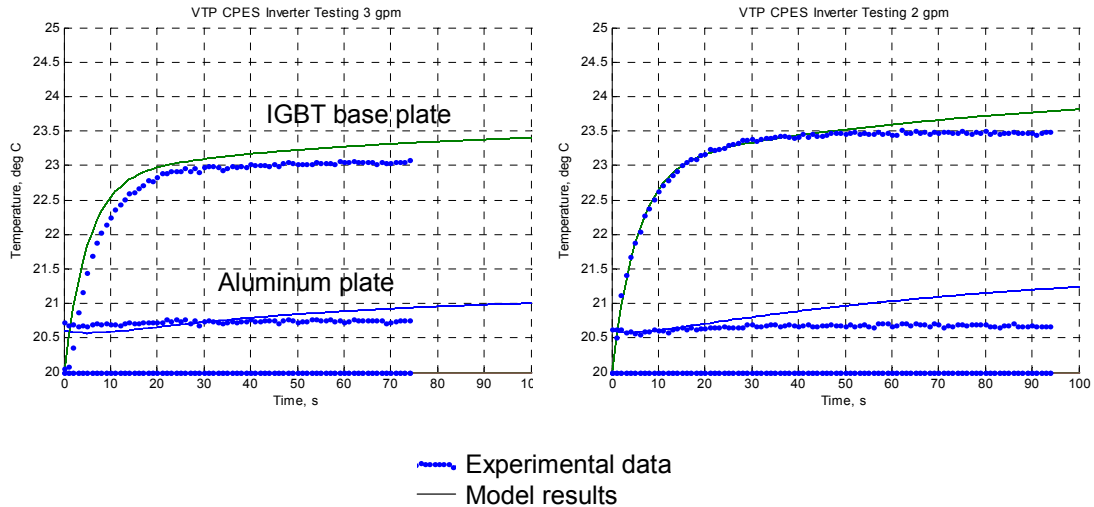 VTP CPES Inverter Testing 3 gpm
25
24.5
24
23.5
23
22.5
22
21.5
21
20.5
20
Temperature, deg C
IGBT base plate
Aluminum plate
0 10 20 30 40 50 60 70 80 90 10
Time, s
VTP CPES Inverter Testing 2 gpm
25
24.5
24
23.5
23
22.5
22
21.5
21
20.5
20
Temperature, deg C
0 10 20 30 40 50 60 70 80 90 100
Time, s
Experimental data
Model results